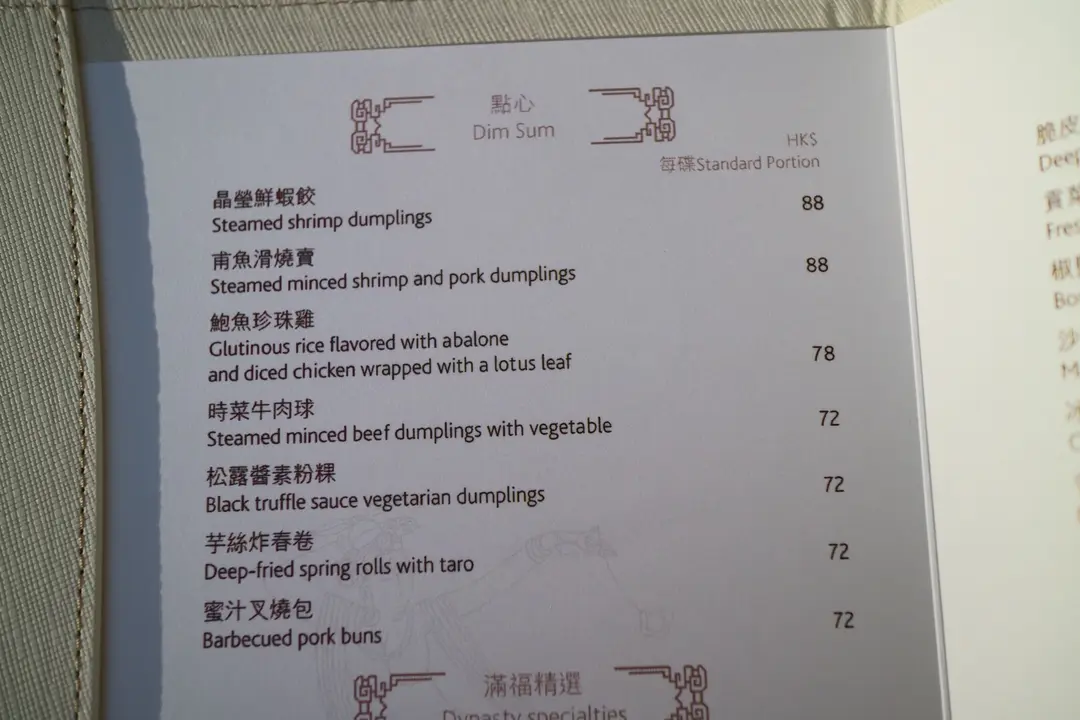 點心
Dim Sum
HK$
每碟Standard Portion
晶瑩鮮蝦餃
Steamed shrimp dumplings 88
甫魚滑燒賣
Steamed minced shrimp and pork dumplings 88
鮑魚珍珠雞
Glutinous rice flavored with abalone
and diced chicken wrapped with a lotus leaf 78
時菜牛肉球
Steamed minced beef dumplings with vegetable 72
松露醬素粉粿
Black truffle sauce vegetarian dumplings 72
芋絲炸春卷
Deep-fried spring rolls with taro 72
蜜汁叉燒包
Barbecued pork buns 72
滿福精選
Dynasty specialties
脆皮
Deep